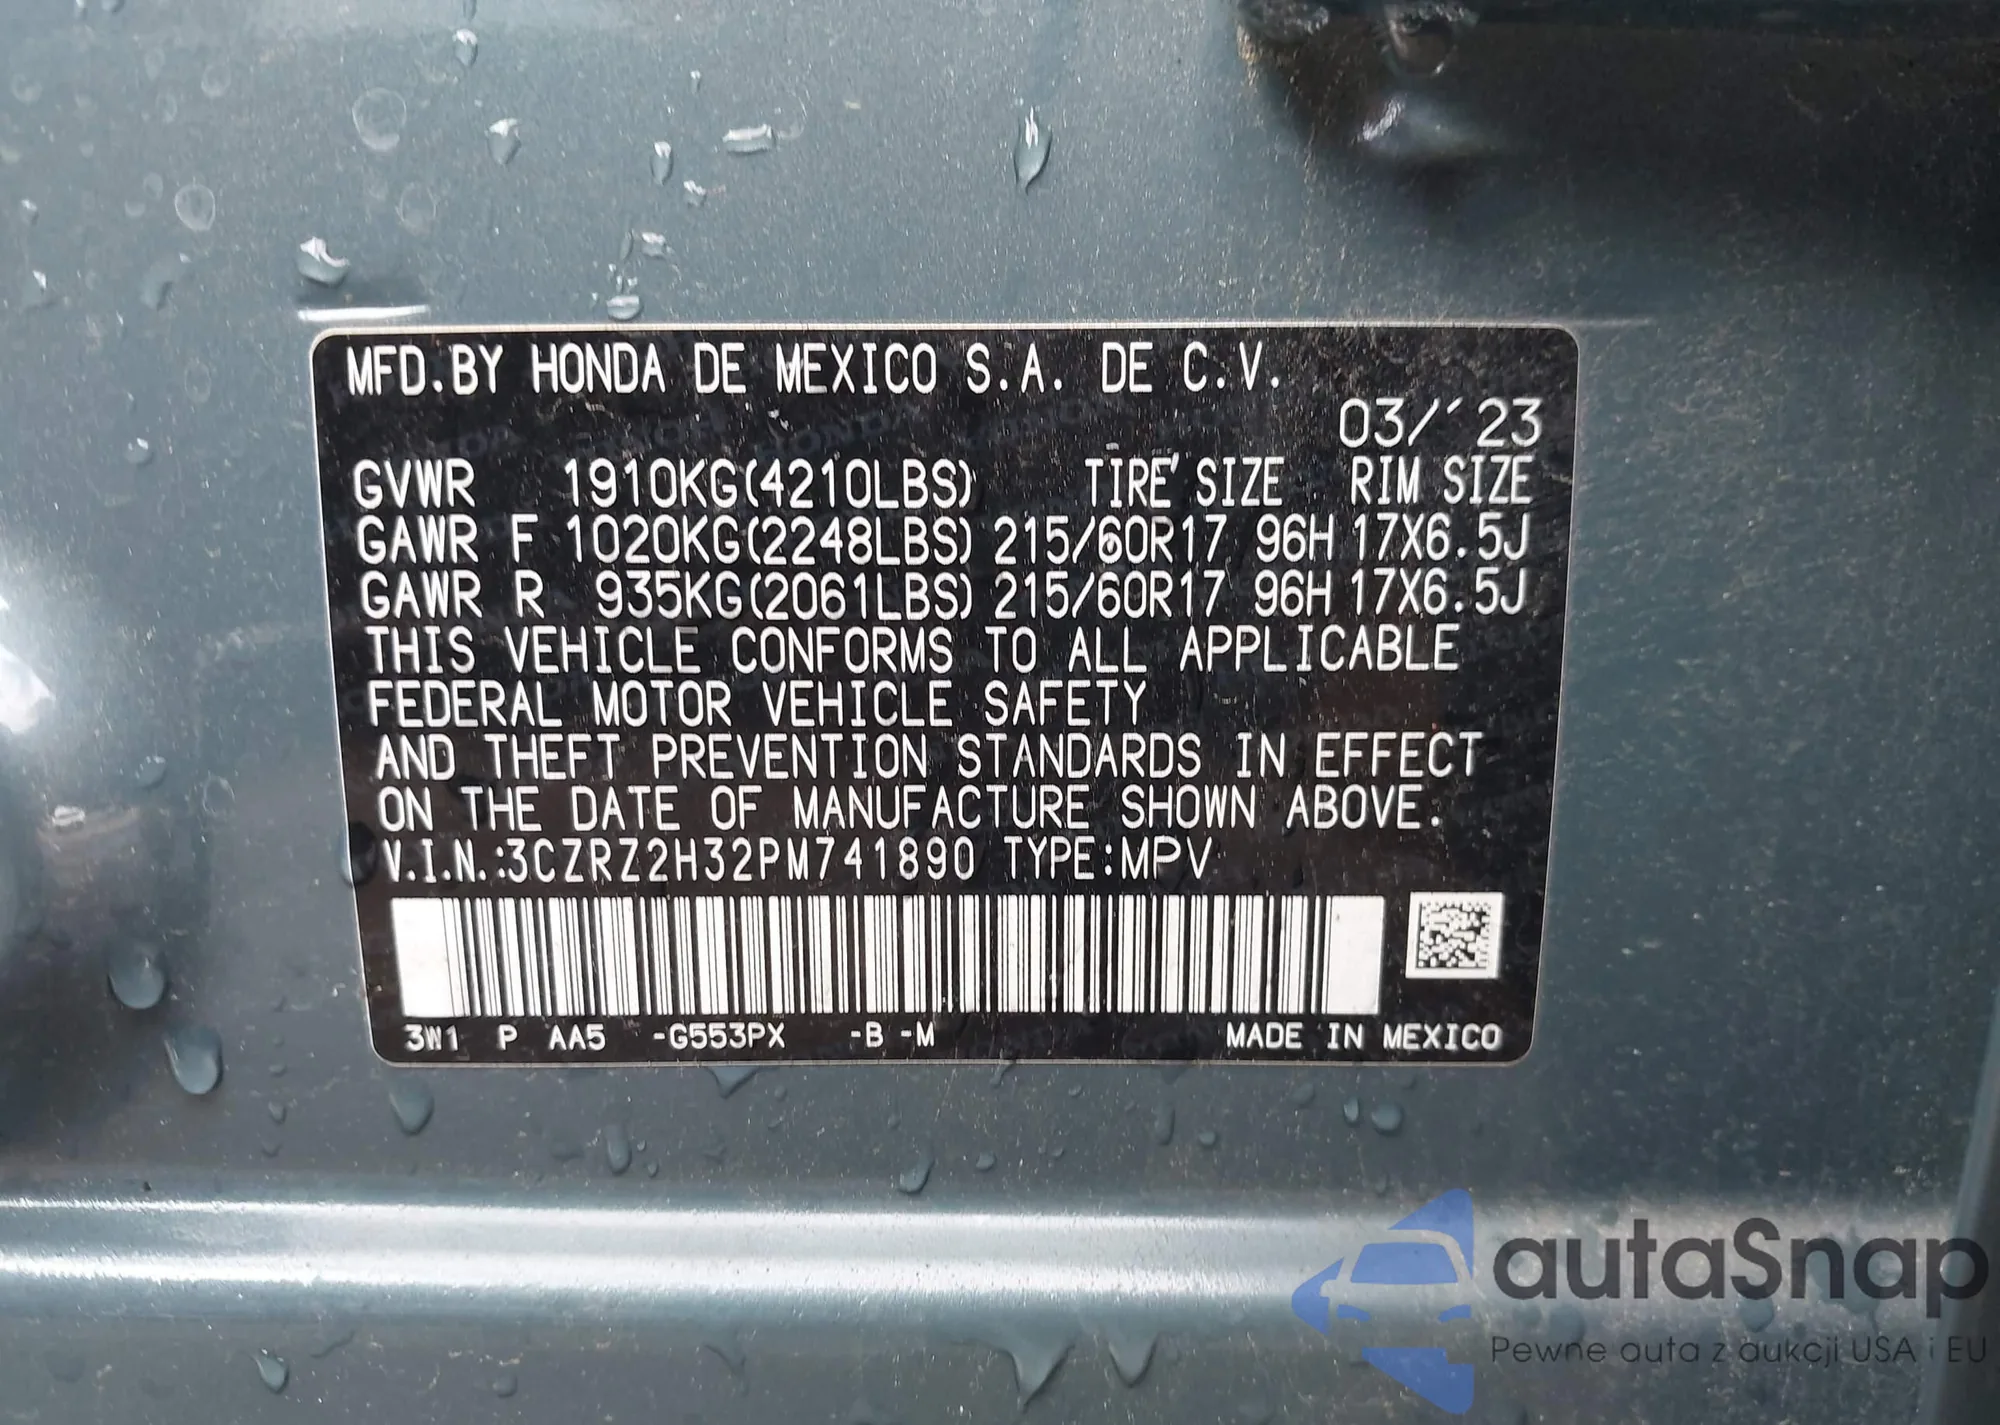 MFD.BY HONDA DE MEXICO S.A. DE C.V.
03/'23
GVWR 1910KG(4210LBS) TIRE SIZE RIM SIZE
GAWR F 1020KG(2248LBS) 215/60R17 96H 17X6.5J
GAWR R 935KG(2061LBS) 215/60R17 96H 17X6.5J
THIS VEHICLE CONFORMS TO ALL APPLICABLE
FEDERAL MOTOR VEHICLE SAFETY
AND THEFT PREVENTION STANDARDS IN EFFECT
ON THE DATE OF MANUFACTURE SHOWN ABOVE.
V.I.N.:3CZRZ2H32PM741890 TYPE:MPV
3W1 P AA5 -G553PX -B -M MADE IN MEXICO
autaSnap
Pewne auta z aukcji USA i EU